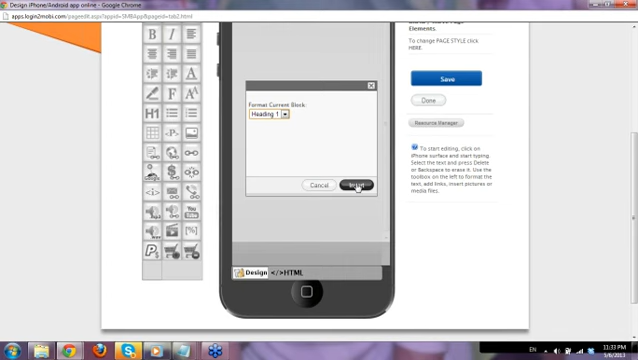 Design iPhone/Android app online - Google Chrome
apps.login2mobi.com/pageedit.aspx?appid=SMBApp&pageid=tab2.html
Elements.
To change PAGE STYLE click
HERE
Save
Done
Resource Manager
To start editing, click on
iPhone surface and start typing.
Select the text and press Delete
or Backspace to erase it. Use the
toolbox on the left to format the
text, add links, insert pictures or
media files.
Format Current Block:
Heading 1
Cancel
Insert
B I
A
F A
H1
<P>
You
Tube
[%]
Design </>HTML
EN
11:33 PM